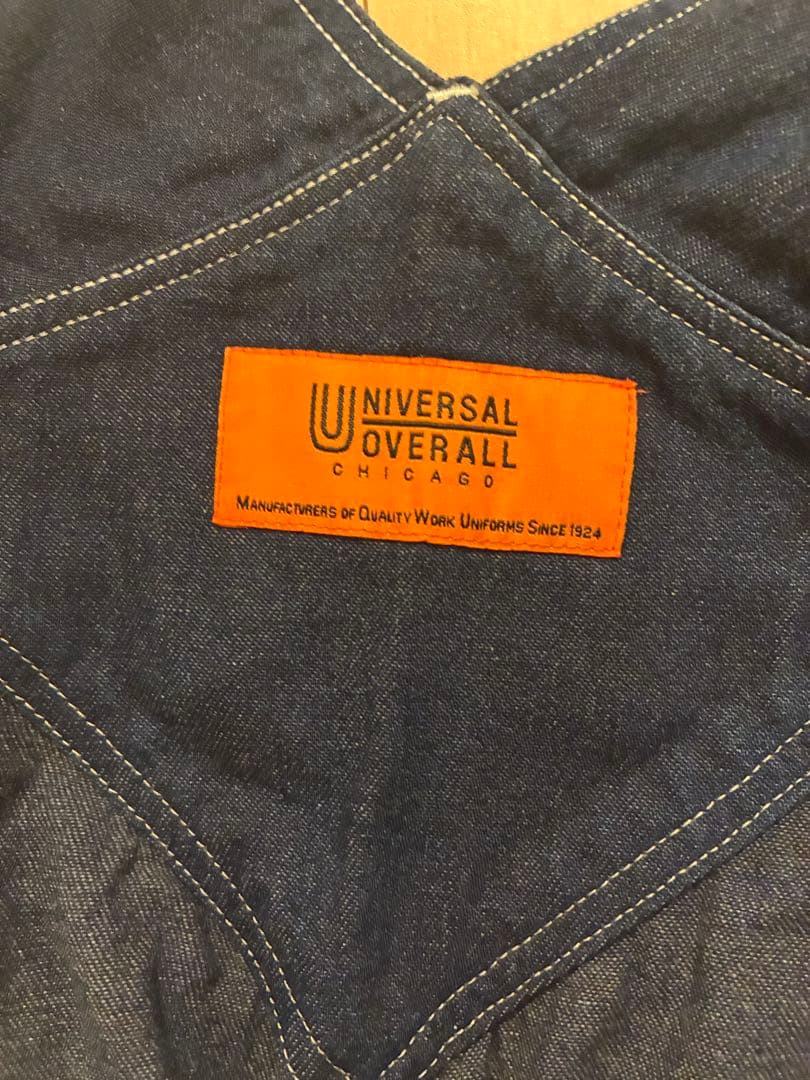 UNIVERSAL
OVERALL
CHICAGO
MANUFACTURERS OF QUALITY WORK UNIFORMS SINCE 1924